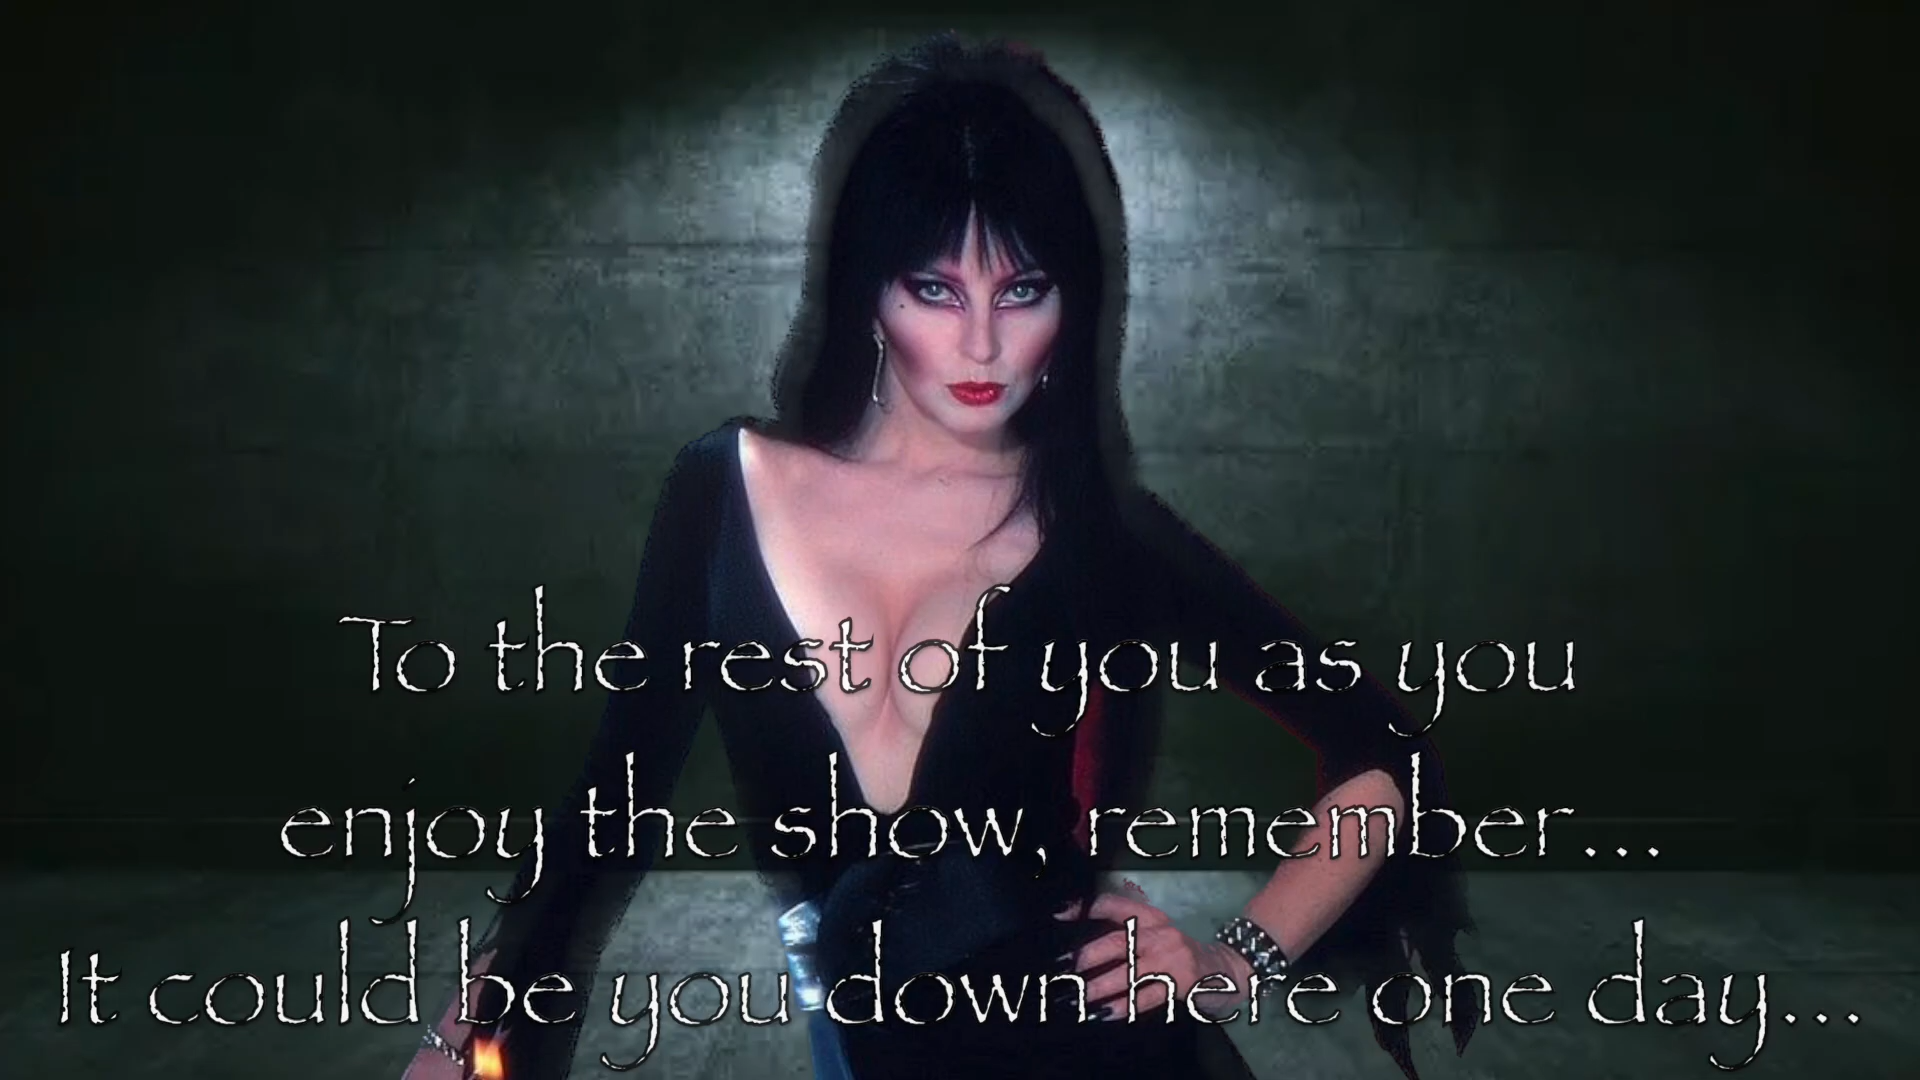 To the rest of you as you
enjoy the show, remember...
It could be you down here one day...